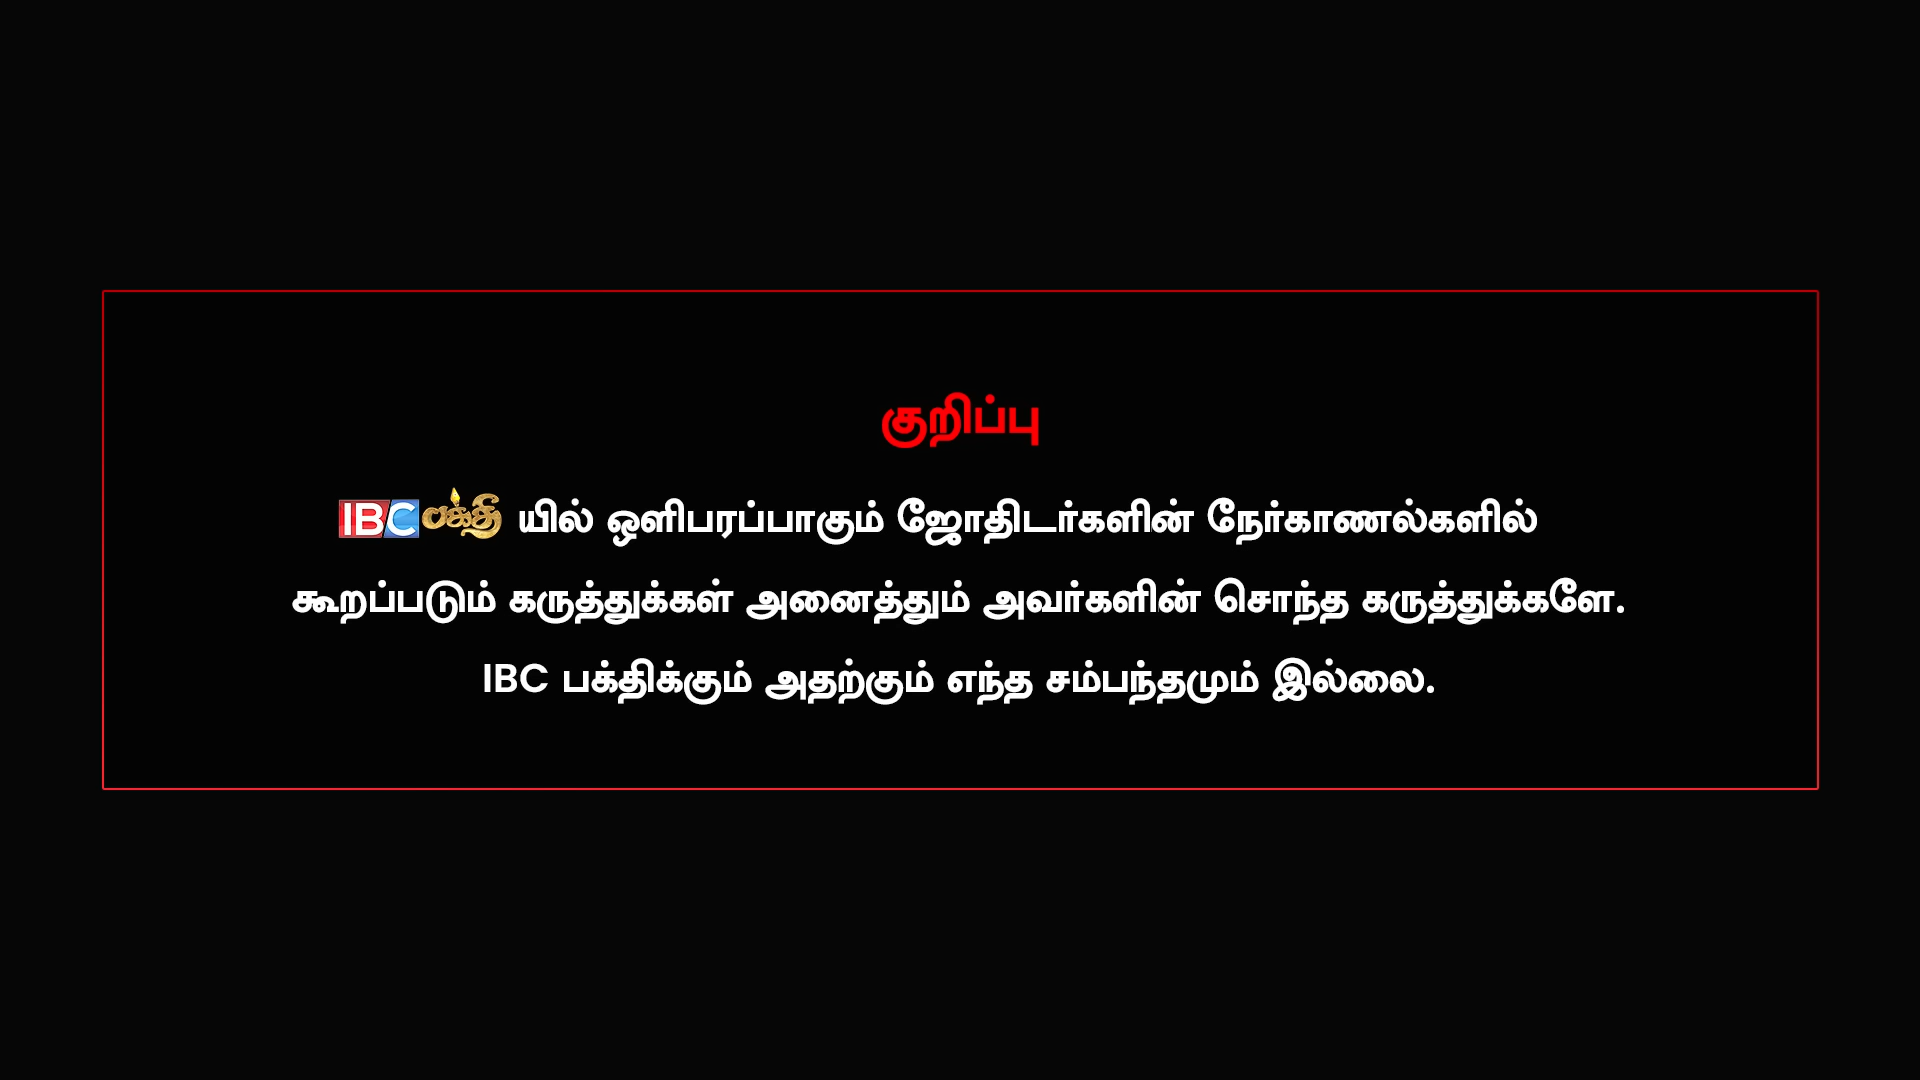 குறிப்பு
IBC பக்தி யில் ஒளிபரப்பாகும் ஜோதிடர்களின் நேர்காணல்களில்
கூறப்படும் கருத்துக்கள் அனைத்தும் அவர்களின் சொந்த கருத்துக்களே.
IBC பக்திக்கும் அதற்கும் எந்த சம்பந்தமும் இல்லை.